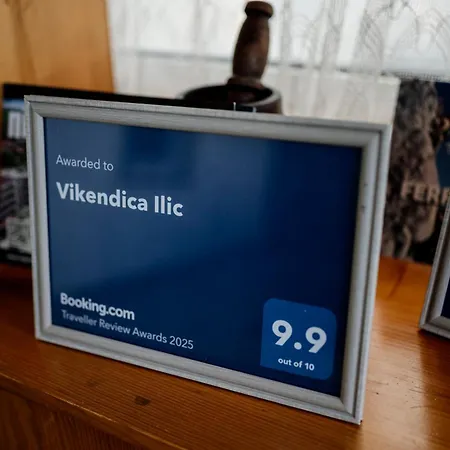 Awarded to
Vikendica Ilic
Booking.com
Traveller Review Awards 2025
9.9
out of 10